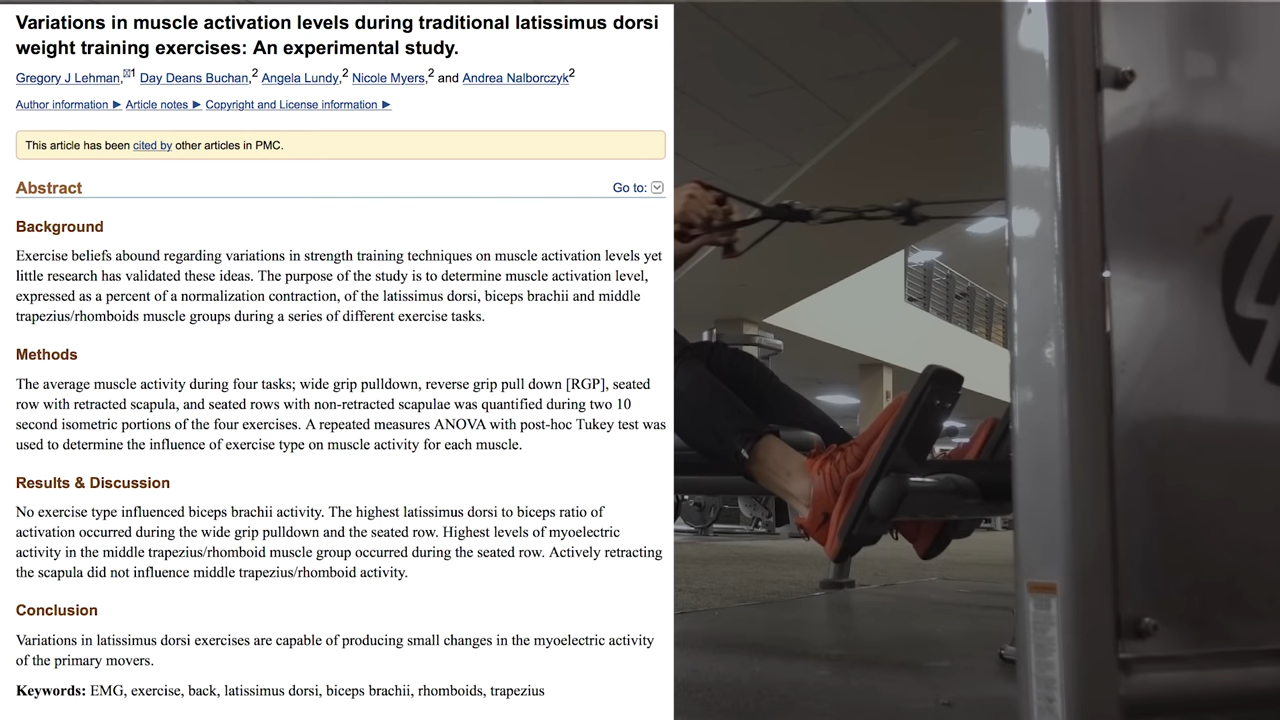 Variations in muscle activation levels during traditional latissimus dorsi
weight training exercises: An experimental study.
Gregory J Lehman,1 Day Deans Buchan,2 Angela Lundy,2 Nicole Myers,2 and Andrea Nalborczyk2
Author information ▶ Article notes ▶ Copyright and License information ▶
This article has been cited by other articles in PMC.
Abstract
Go to:
Background
Exercise beliefs abound regarding variations in strength training techniques on muscle activation levels yet
little research has validated these ideas. The purpose of the study is to determine muscle activation level,
expressed as a percent of a normalization contraction, of the latissimus dorsi, biceps brachii and middle
trapezius/rhomboids muscle groups during a series of different exercise tasks.
Methods
The average muscle activity during four tasks; wide grip pulldown, reverse grip pull down [RGP], seated
row with retracted scapula, and seated rows with non-retracted scapulae was quantified during two 10
second isometric portions of the four exercises. A repeated measures ANOVA with post-hoc Tukey test was
used to determine the influence of exercise type on muscle activity for each muscle.
Results & Discussion
No exercise type influenced biceps brachii activity. The highest latissimus dorsi to biceps ratio of
activation occurred during the wide grip pulldown and the seated row. Highest levels of myoelectric
activity in the middle trapezius/rhomboid muscle group occurred during the seated row. Actively retracting
the scapula did not influence middle trapezius/rhomboid activity.
Conclusion
Variations in latissimus dorsi exercises are capable of producing small changes in the myoelectric activity
of the primary movers.
Keywords: EMG, exercise, back, latissimus dorsi, biceps brachii, rhomboids, trapezius